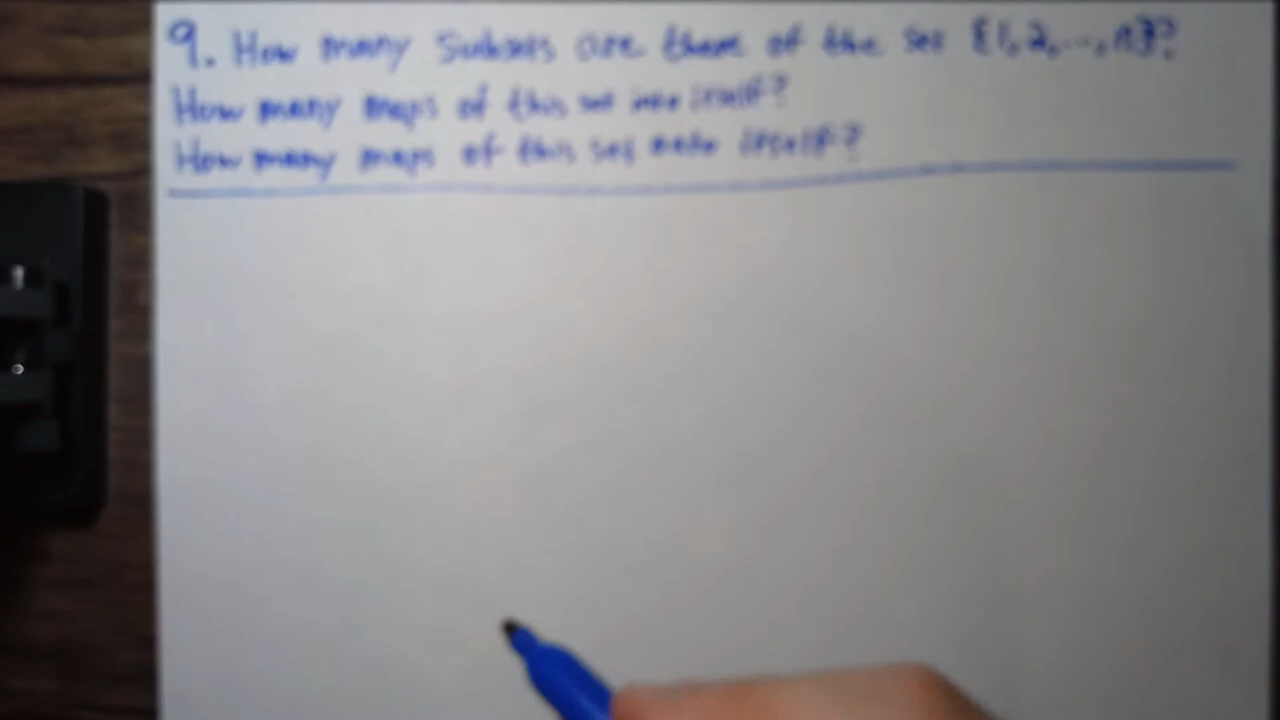 9. How many subsets are there of the set {1,2,...,n}?
How many maps of this set into itself?
How many maps of this set onto itself?